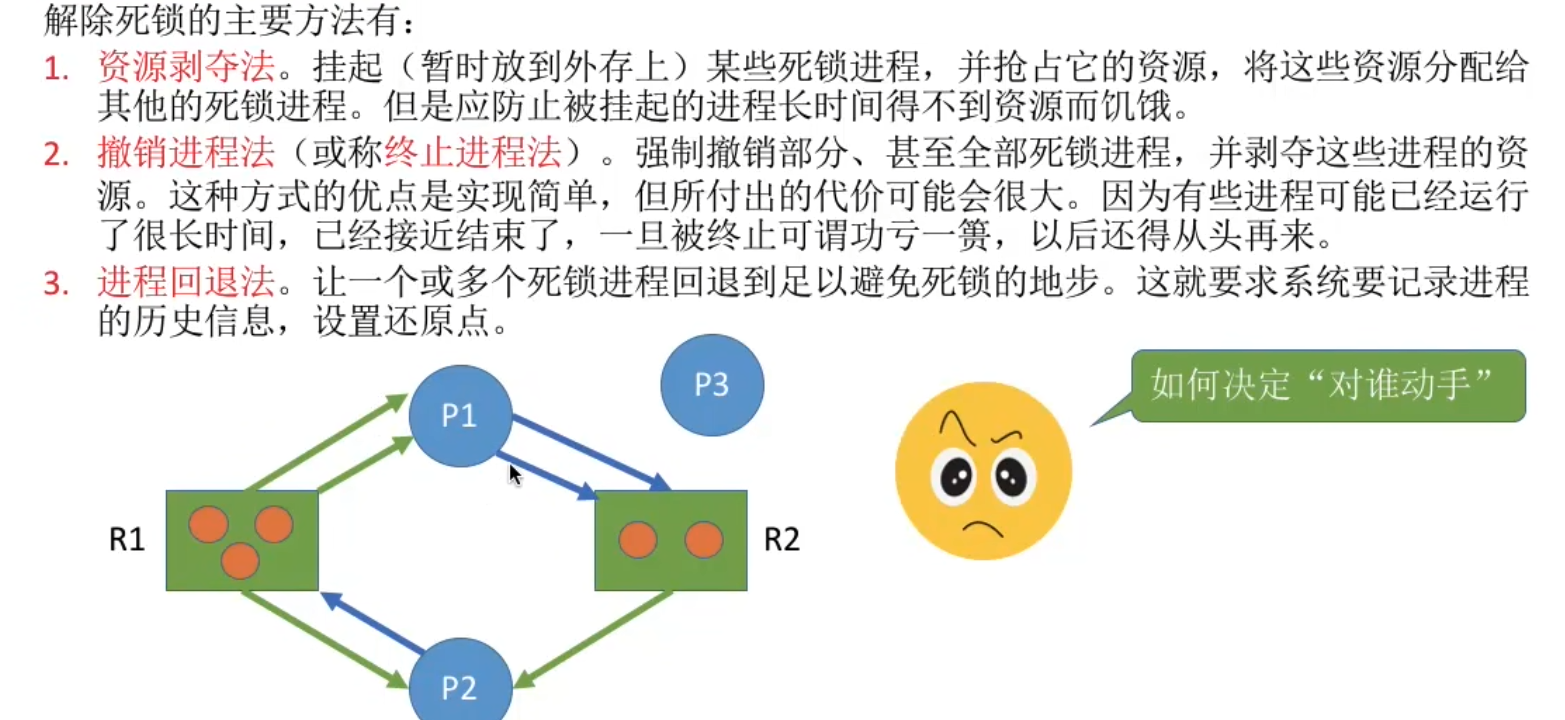 解除死锁的主要方法有：
1. 资源剥夺法。挂起（暂时放到外存上）某些死锁进程，并抢占它的资源，将这些资源分配给
其他的死锁进程。但是应防止被挂起的进程长时间得不到资源而饥饿。
2. 撤销进程法（或称终止进程法）。强制撤销部分、甚至全部死锁进程，并剥夺这些进程的资
源。这种方式的优点是实现简单，但所付出的代价可能会很大。因为有些进程可能已经运行
了很长时间，已经接近结束了，一旦被终止可谓功亏一篑，以后还得从头再来。
3. 进程回退法。让一个或多个死锁进程回退到足以避免死锁的地步。这就要求系统要记录进程
的历史信息，设置还原点。
P3
如何决定“对谁动手”
P1
R1
R2
P2